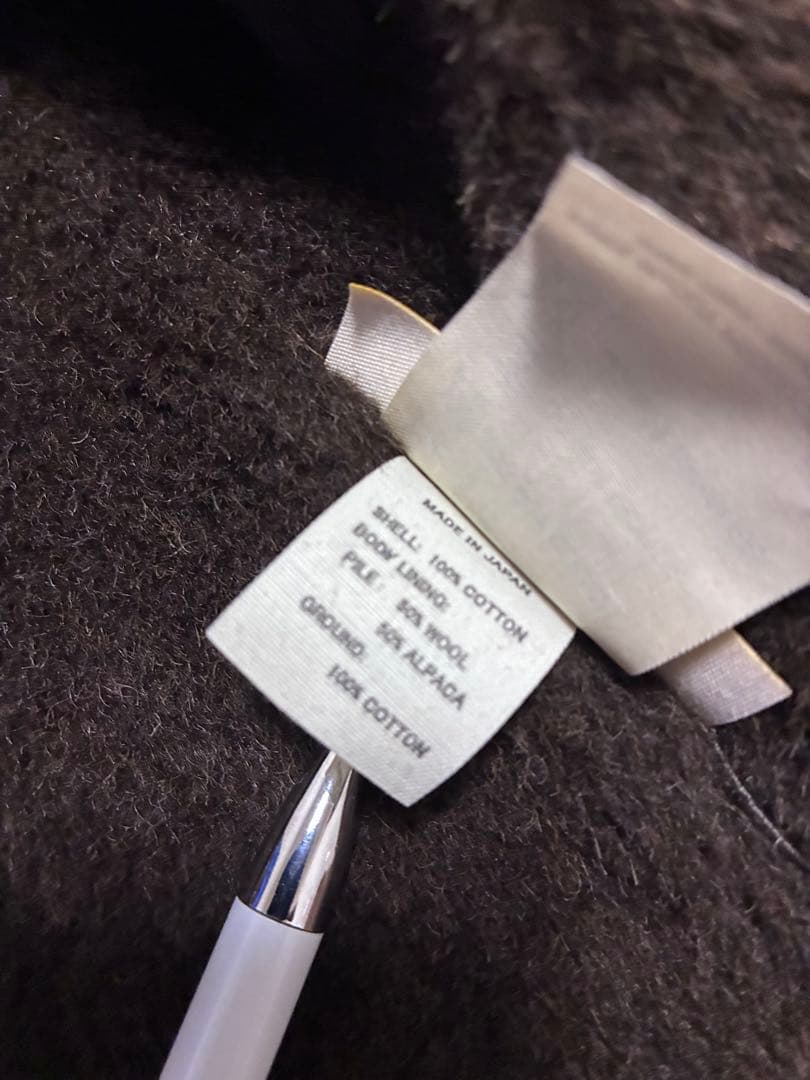 MADE IN JAPAN
SHELL: 100% COTTON
BODY LINING:
PILE: 50% WOOL
50% ALPACA
GROUND:
100% COTTON